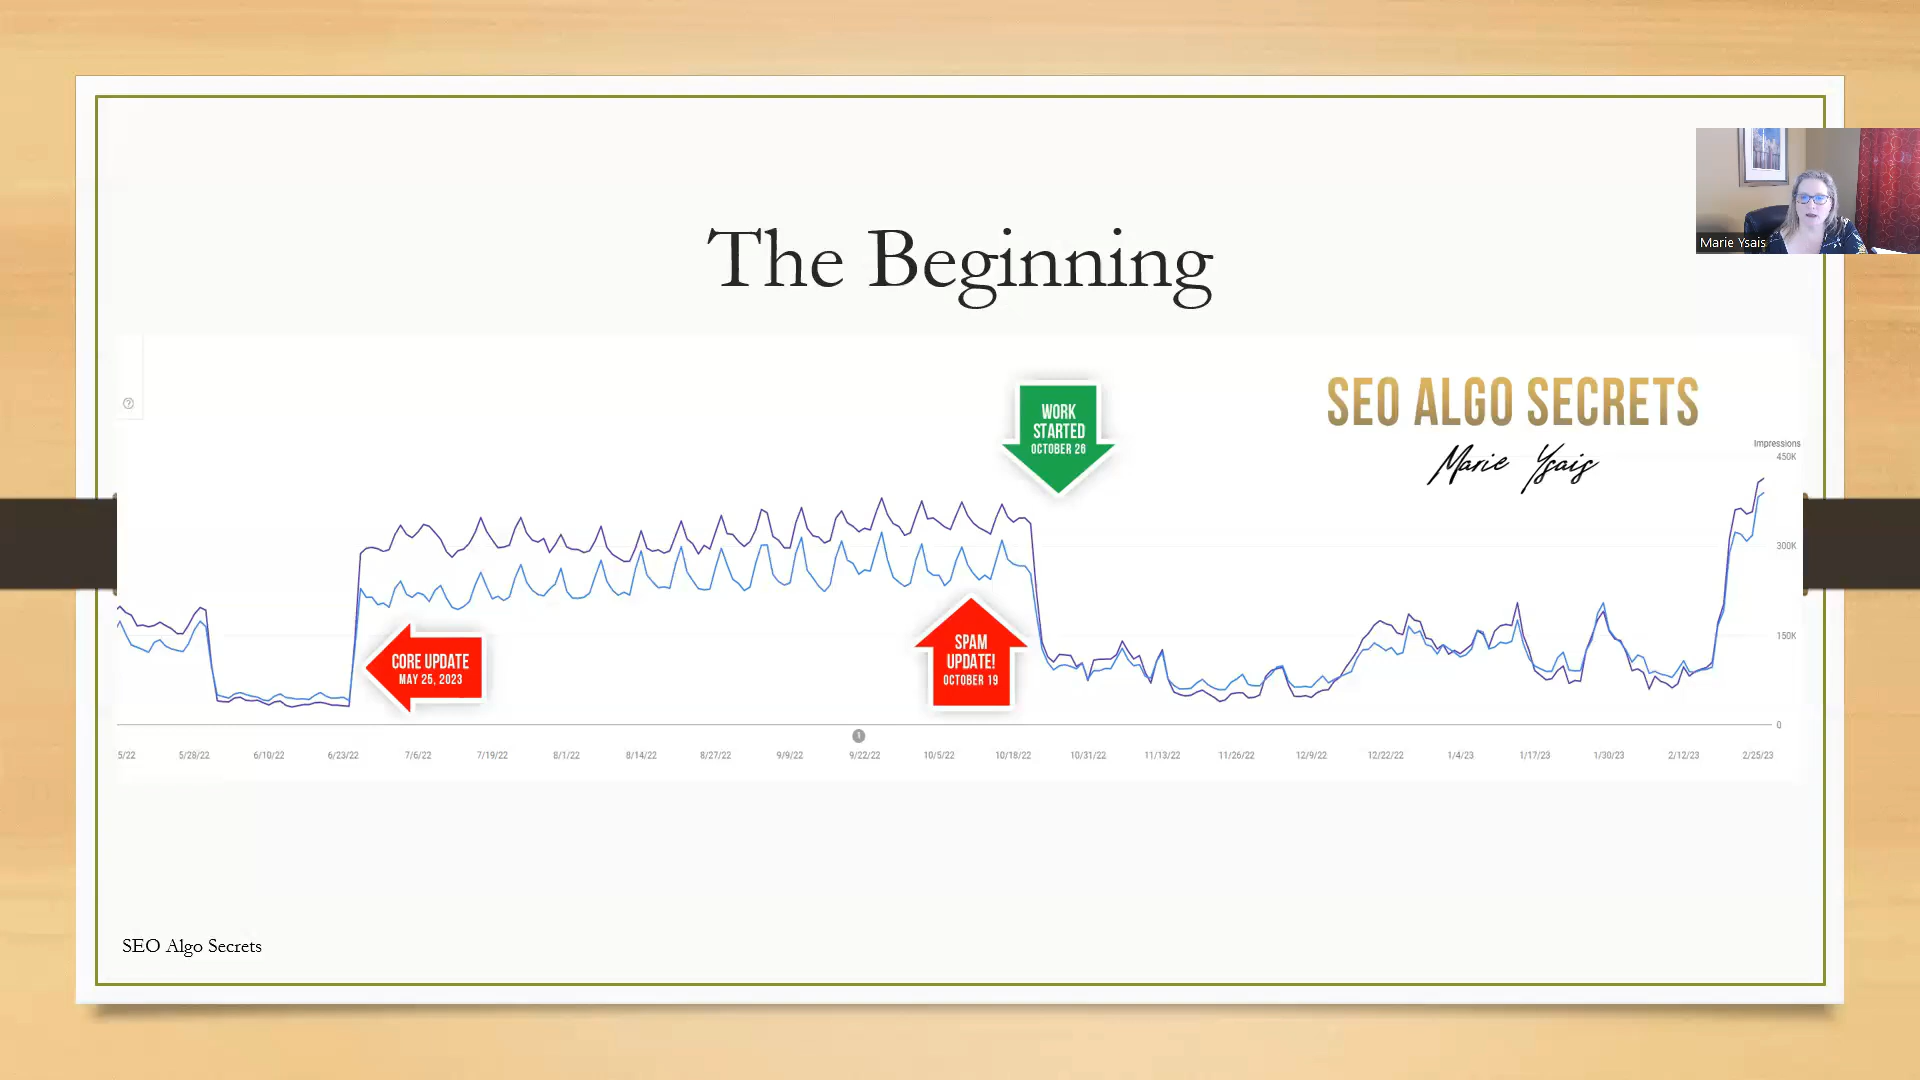 The Beginning
Marie Ysais
WORK
STARTED
OCTOBER 26
SEO ALGO SECRETS
Marie Ysais
Impressions
450K
300K
150K
0
CORE UPDATE
MAY 25, 2023
SPAM
UPDATE!
OCTOBER 19
5/22 5/28/22 6/10/22 6/23/22 7/6/22 7/19/22 8/1/22 8/14/22 8/27/22 9/9/22 9/22/22 10/5/22 10/18/22 10/31/22 11/13/22 11/26/22 12/9/22 12/22/22 1/4/23 1/17/23 1/30/23 2/12/23 2/25/23
SEO Algo Secrets